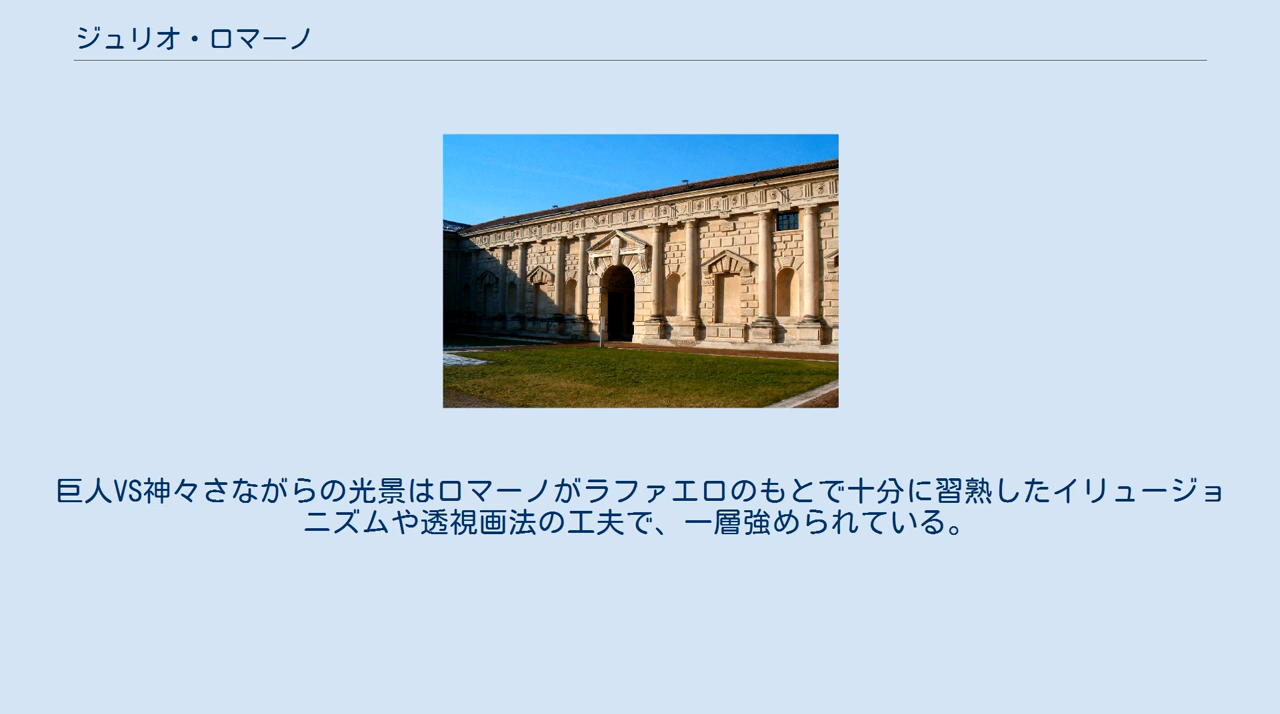 ジュリオ・ロマーノ
巨人VS神々さながらの光景はロマーノがラファエロのもとで十分に習熟したイリュージョ
ニズムや透視画法の工夫で、一層強められている。